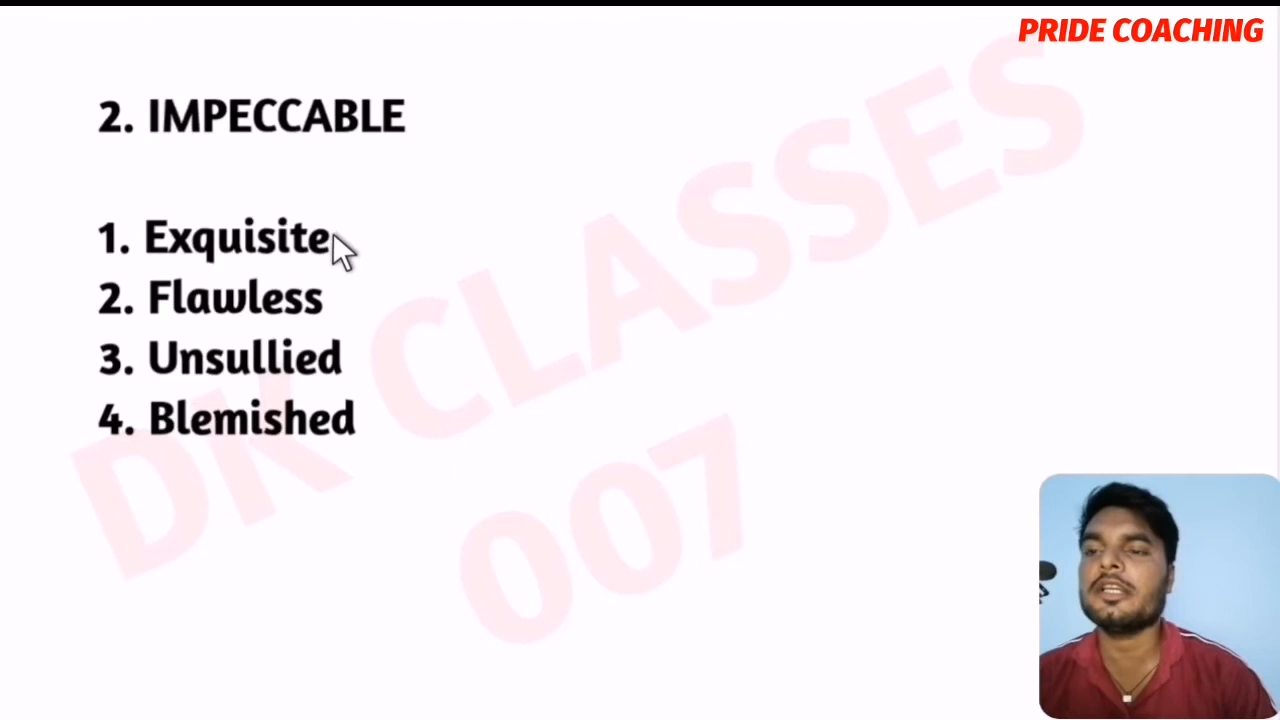 PRIDE COACHING
2. IMPECCABLE
1. Exquisite
2. Flawless
3. Unsullied
4. Blemished
DK CLASSES
007